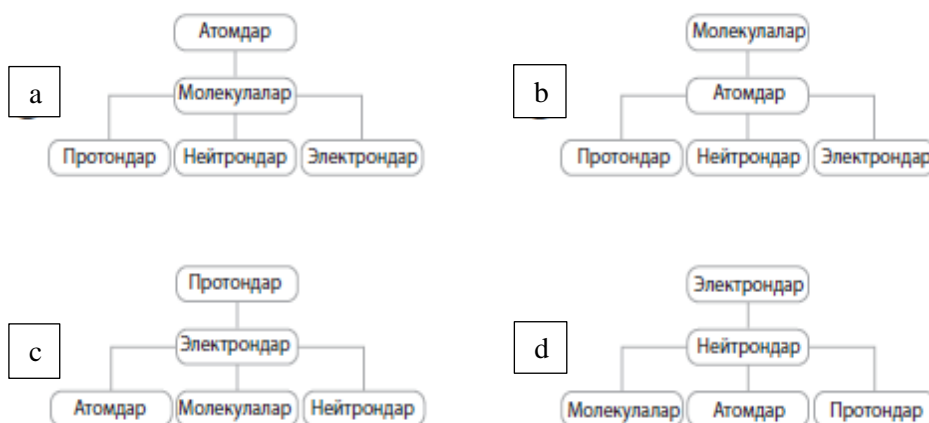 Атомдар
a
Молекулалар
Протондар Нейтрондар Электрондар
Молекулалар
b
Атомдар
Протондар Нейтрондар Электрондар
Протондар
c
Электрондар
Атомдар Молекулалар Нейтрондар
Электрондар
d
Нейтрондар
Молекулалар Атомдар Протондар